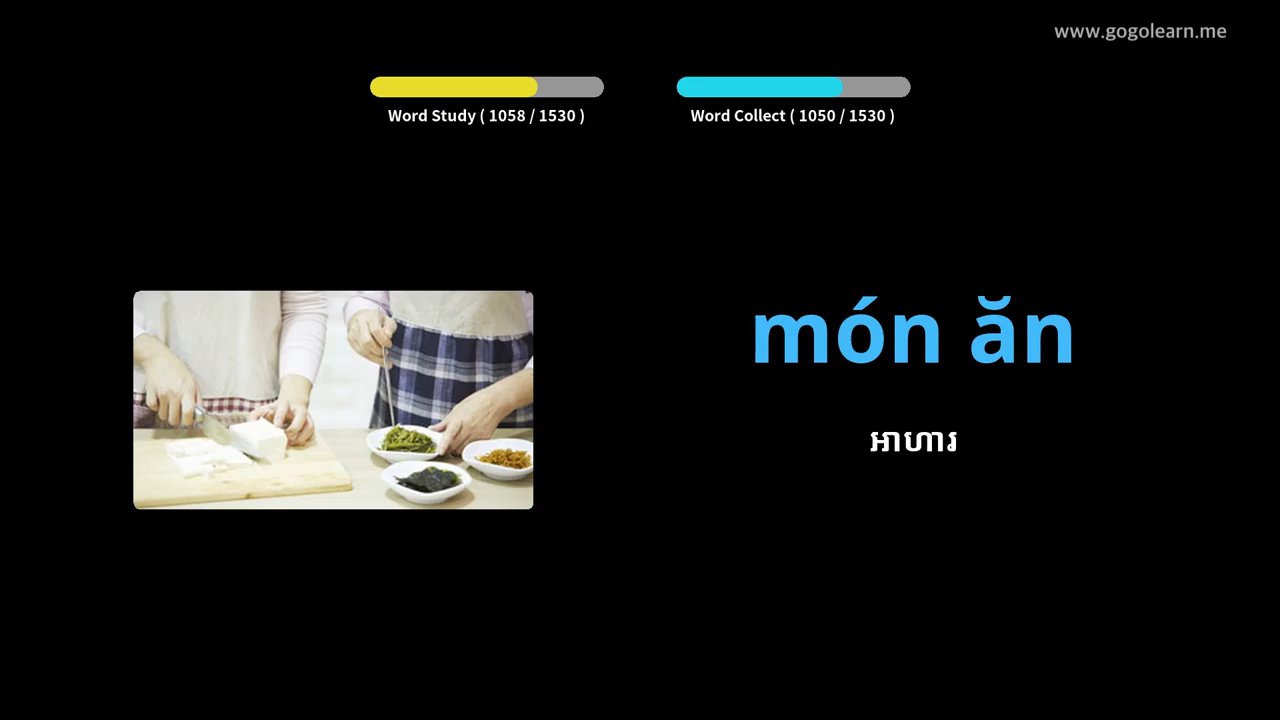 www.gogolearn.me
Word Study ( 1058 / 1530 )
Word Collect ( 1050 / 1530 )
món ăn
អាហារ